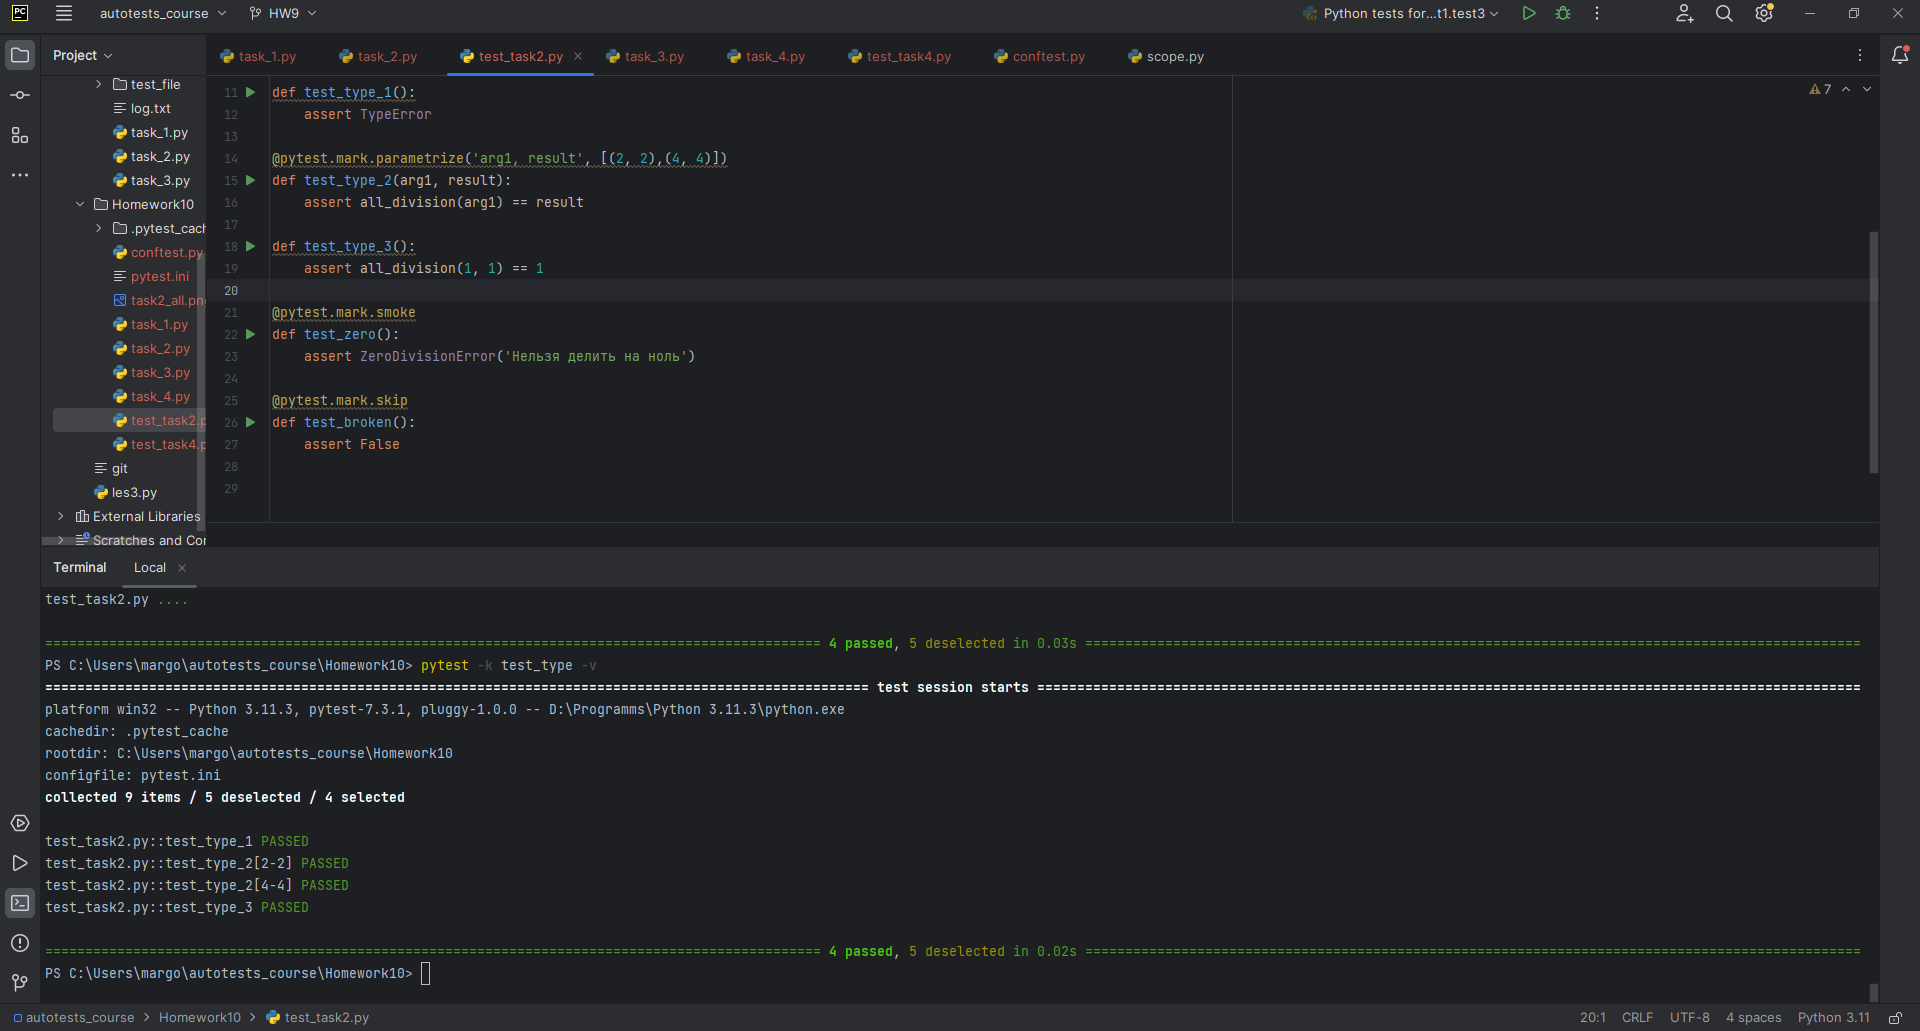 PC autotests_course HW9 Python tests for...t1.test3
Project
task_1.py task_2.py test_task2.py task_3.py task_4.py test_task4.py conftest.py scope.py
test_file
log.txt
task_1.py
task_2.py
task_3.py
Homework10
.pytest_cach
conftest.py
pytest.ini
task2_all.pn
task_1.py
task_2.py
task_3.py
task_4.py
test_task2.p
test_task4.p
git
les3.py
External Libraries
Scratches and Cor
7
11 def test_type_1():
12 assert TypeError
13
14 @pytest.mark.parametrize('arg1, result', [(2, 2),(4, 4)])
15 def test_type_2(arg1, result):
16 assert all_division(arg1) == result
17
18 def test_type_3():
19 assert all_division(1, 1) == 1
20
21 @pytest.mark.smoke
22 def test_zero():
23 assert ZeroDivisionError('Нельзя делить на ноль')
24
25 @pytest.mark.skip
26 def test_broken():
27 assert False
28
29
Terminal Local
test_task2.py ....
4 passed, 5 deselected in 0.03s
PS C:\Users\margo\autotests_course\Homework10> pytest -k test_type -v
test session starts
platform win32 -- Python 3.11.3, pytest-7.3.1, pluggy-1.0.0 -- D:\Programms\Python 3.11.3\python.exe
cachedir: .pytest_cache
rootdir: C:\Users\margo\autotests_course\Homework10
configfile: pytest.ini
collected 9 items / 5 deselected / 4 selected
test_task2.py::test_type_1 PASSED
test_task2.py::test_type_2[2-2] PASSED
test_task2.py::test_type_2[4-4] PASSED
test_task2.py::test_type_3 PASSED
4 passed, 5 deselected in 0.02s
PS C:\Users\margo\autotests_course\Homework10>
autotests_course > Homework10 > test_task2.py 20:1 CRLF UTF-8 4 spaces Python 3.11